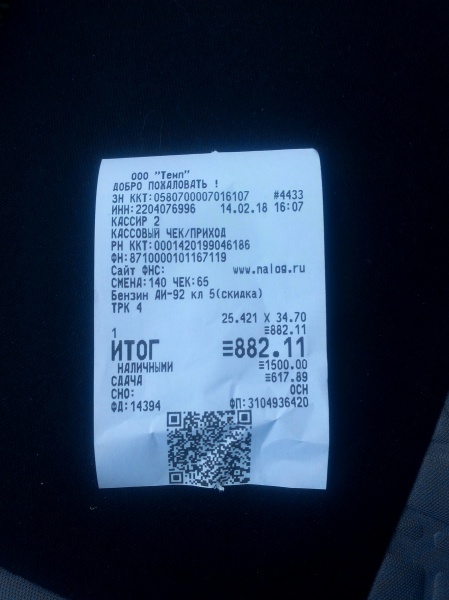 ООО "Темп"
ДОБРО ПОЖАЛОВАТЬ !
ЗН ККТ:0580700007016107 #4433
ИНН:2204076996 14.02.18 16:07
КАССИР 2
КАССОВЫЙ ЧЕК/ПРИХОД
РН ККТ:0001420199046186
ФН:8710000101167119
Сайт ФНС: www.nalog.ru
СМЕНА:140 ЧЕК:65
Бензин АИ-92 кл 5(скидка)
ТРК 4
25.421 X 34.70
1 ≡882.11
ИТОГ ≡882.11
НАЛИЧНЫМИ ≡1500.00
СДАЧА ≡617.89
СНО: ОСН
ФД:14394 ФП:3104936420